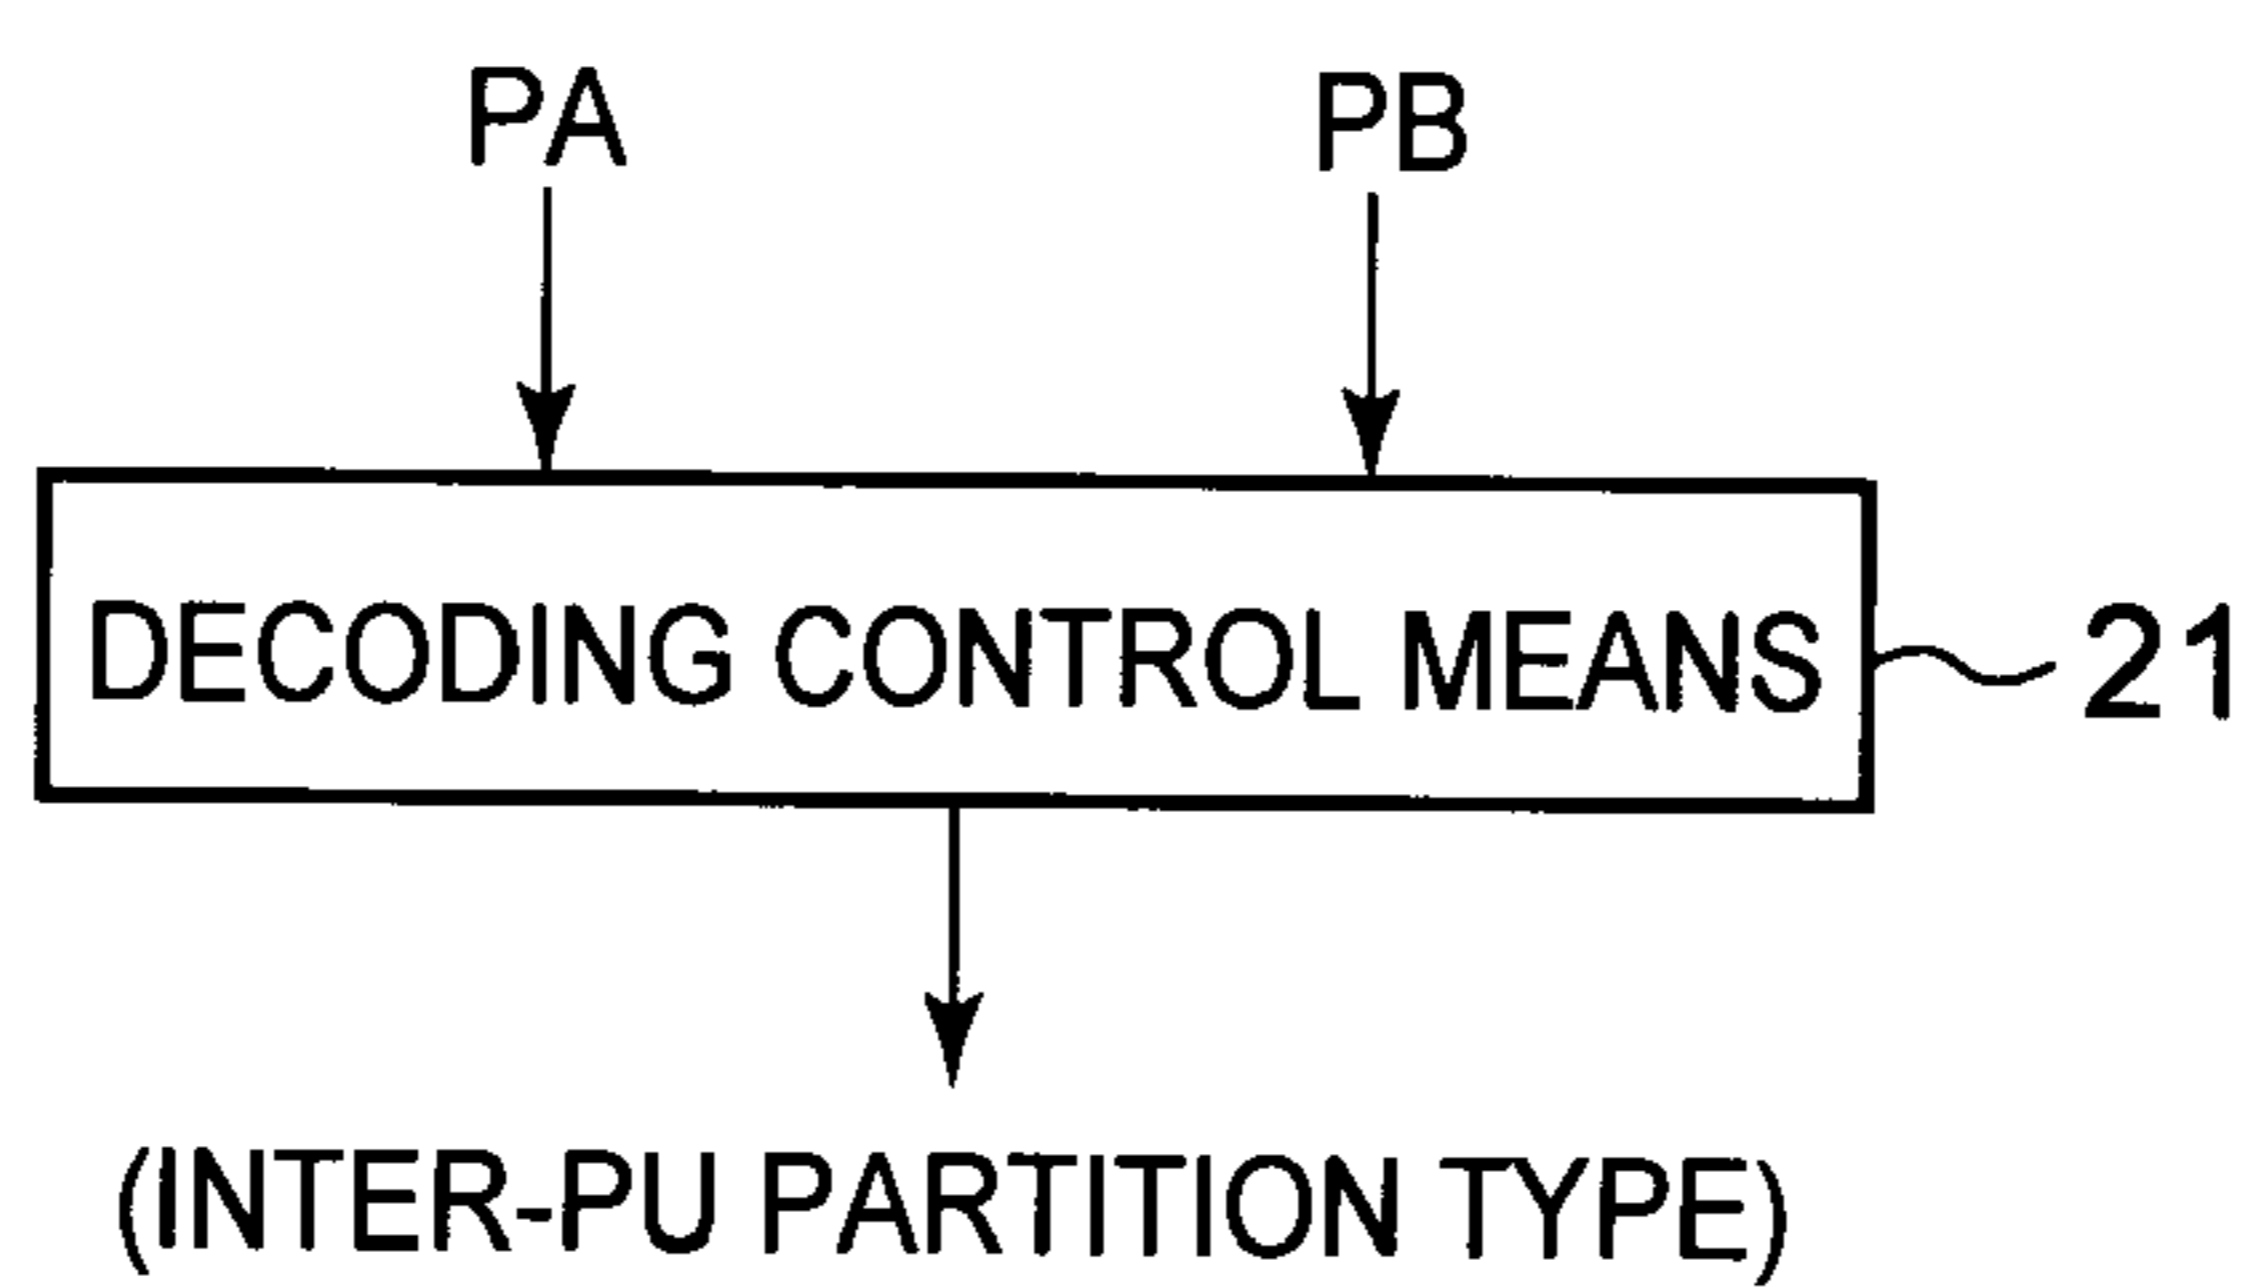 PA PB
DECODING CONTROL MEANS 21
(INTER-PU PARTITION TYPE)